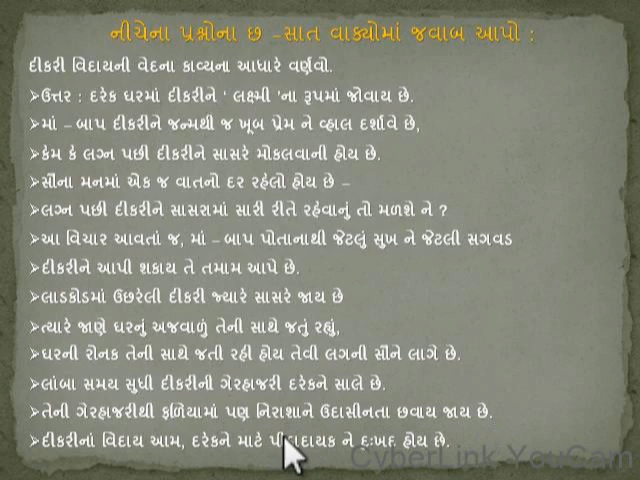 નીચેના પ્રશ્નોના છ –સાત વાક્યોમાં જવાબ આપો :
દીકરી વિદાયની વેદના કાવ્યના આધારે વર્ણવો.
➢ઉત્તર : દરેક ઘરમાં દીકરીને ' લક્ષ્મી 'ના રૂપમાં જોવાય છે.
➢માં – બાપ દીકરીને જન્મથી જ ખૂબ પ્રેમ ને વ્હાલ દર્શાવે છે,
➢કેમ કે લગ્ન પછી દીકરીને સાસરે મોકલવાની હોય છે.
➢સૌના મનમાં એક જ વાતનો દર રહેલો હોય છે –
➢લગ્ન પછી દીકરીને સાસરામાં સારી રીતે રહેવાનું તો મળશે ને ?
➢આ વિચાર આવતાં જ, માં – બાપ પોતાનાથી જેટલું સુખ ને જેટલી સગવડ
➢દીકરીને આપી શકાય તે તમામ આપે છે.
➢લાડકોડમાં ઉછરેલી દીકરી જ્યારે સાસરે જાય છે
➢ત્યારે જાણે ઘરનું અજવાળું તેની સાથે જતું રહ્યું,
➢ઘરની રોનક તેની સાથે જતી રહી હોય તેવી લગની સૌને લાગે છે.
➢લાંબા સમય સુધી દીકરીની ગેરહાજરી દરેકને સાલે છે.
➢તેની ગેરહાજરીથી ફળિયામાં પણ નિરાશાને ઉદાસીનતા છવાય જાય છે.
➢દીકરીનાં વિદાય આમ, દરેકને માટે પીડાદાયક ને દુઃખદ હોય છે.
CyberLink YouCam